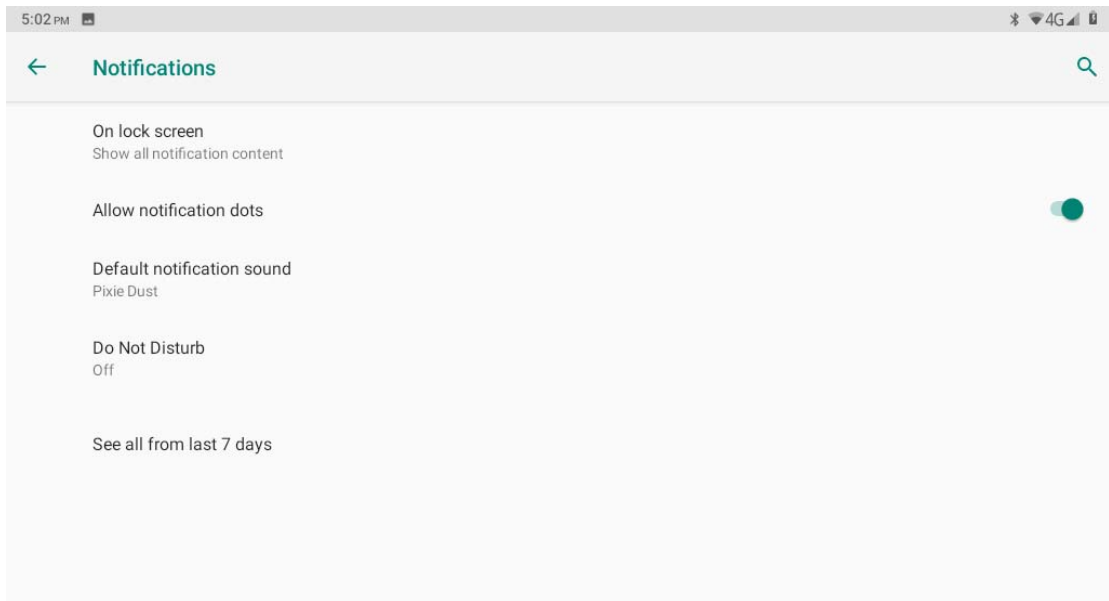 5:02 PM 4G
Notifications
On lock screen
Show all notification content
Allow notification dots
Default notification sound
Pixie Dust
Do Not Disturb
Off
See all from last 7 days